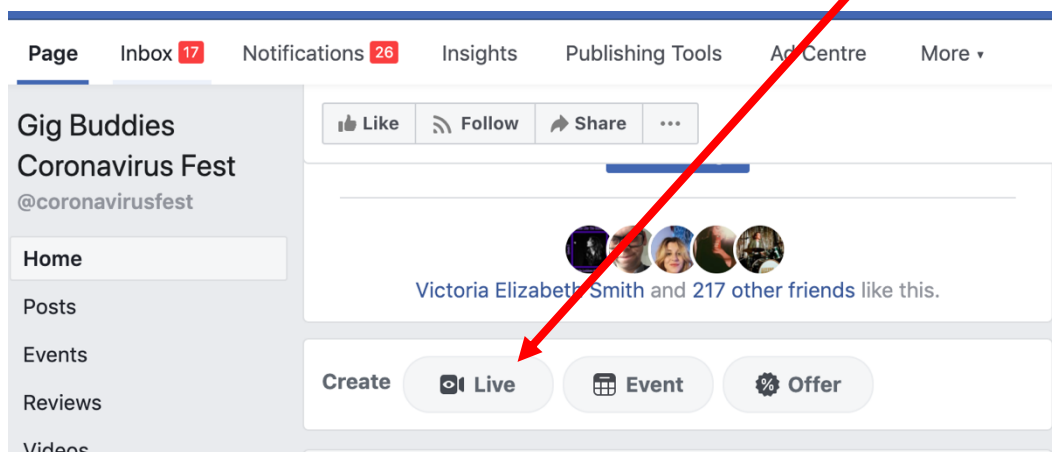 Page Inbox 17 Notifications 26 Insights Publishing Tools Ad Centre More
Gig Buddies
Coronavirus Fest
@coronavirusfest
Home
Posts
Events
Reviews
Videos
Like Follow Share ...
Victoria Elizabeth Smith and 217 other friends like this.
Create Live Event Offer